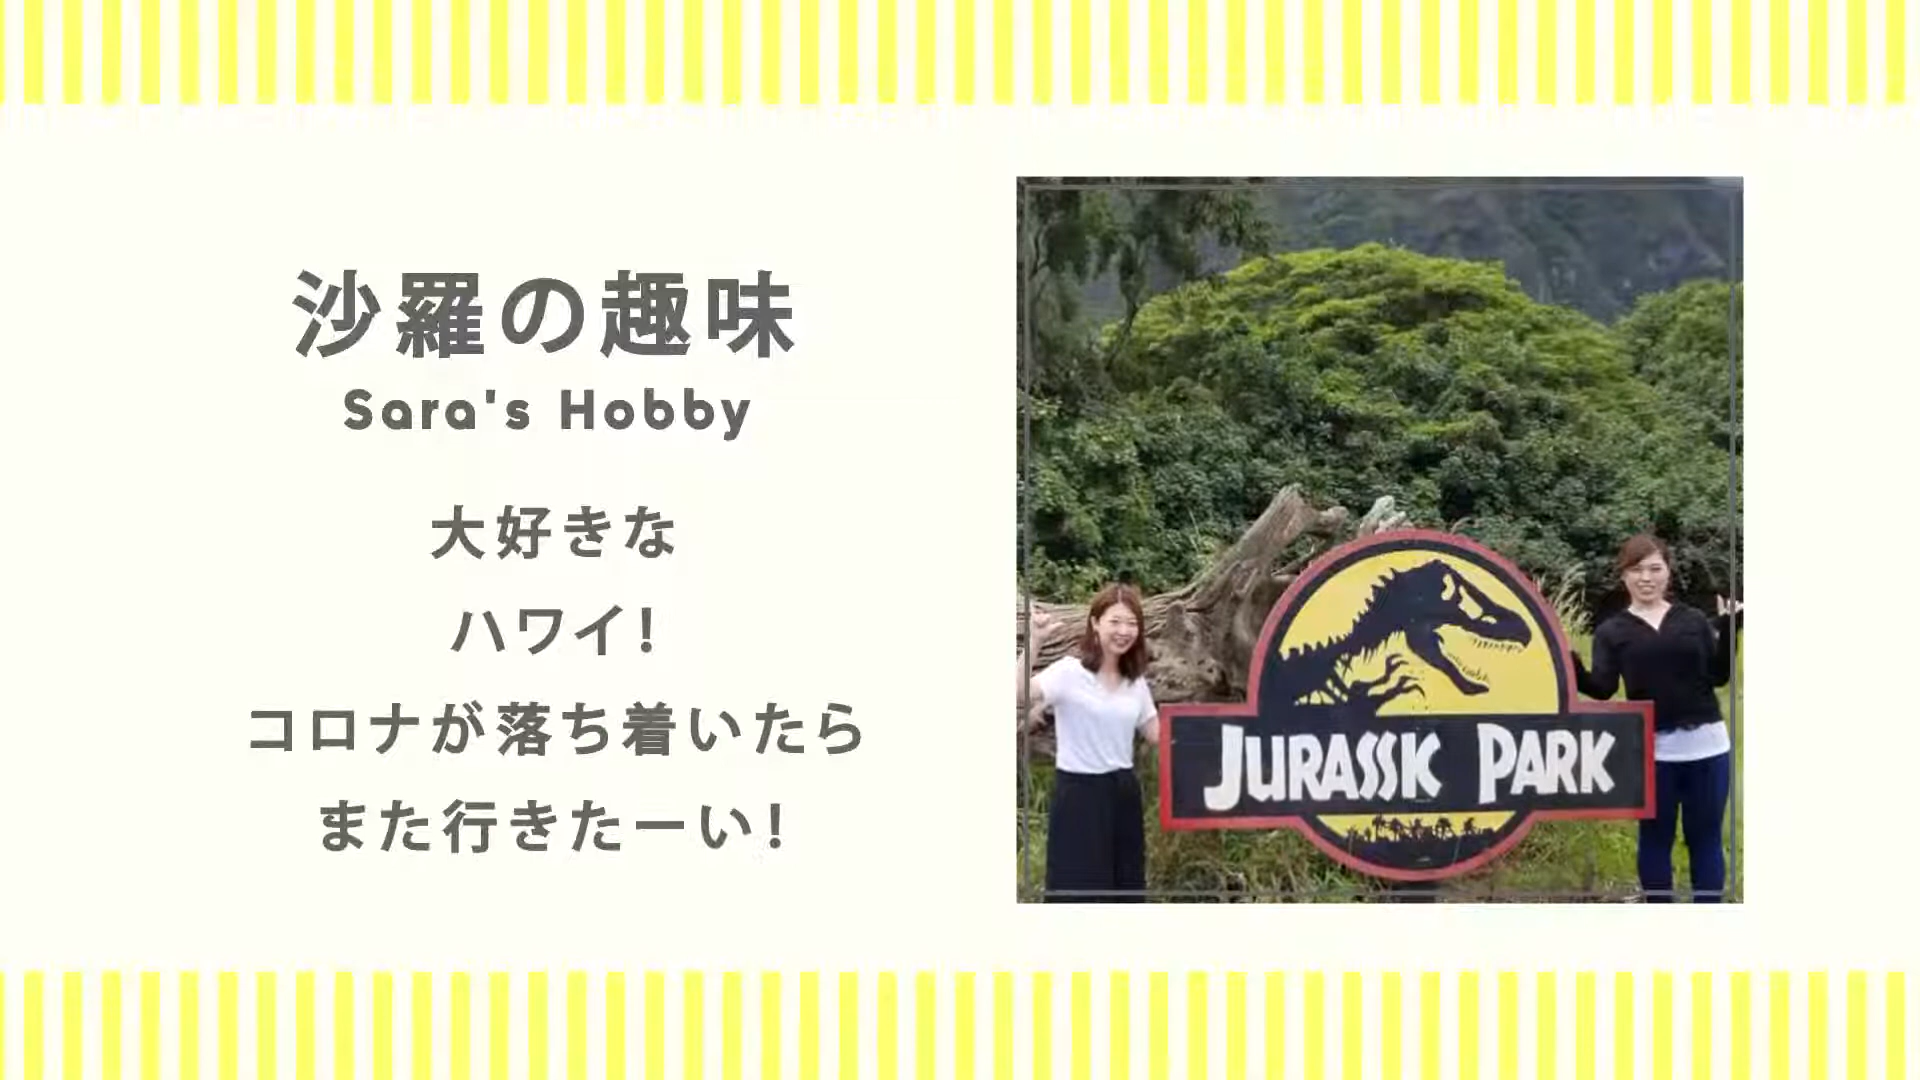 沙羅の趣味
Sara's Hobby
大好きな
ハワイ!
コロナが落ち着いたら
また行きたーい!
JURASSIC PARK